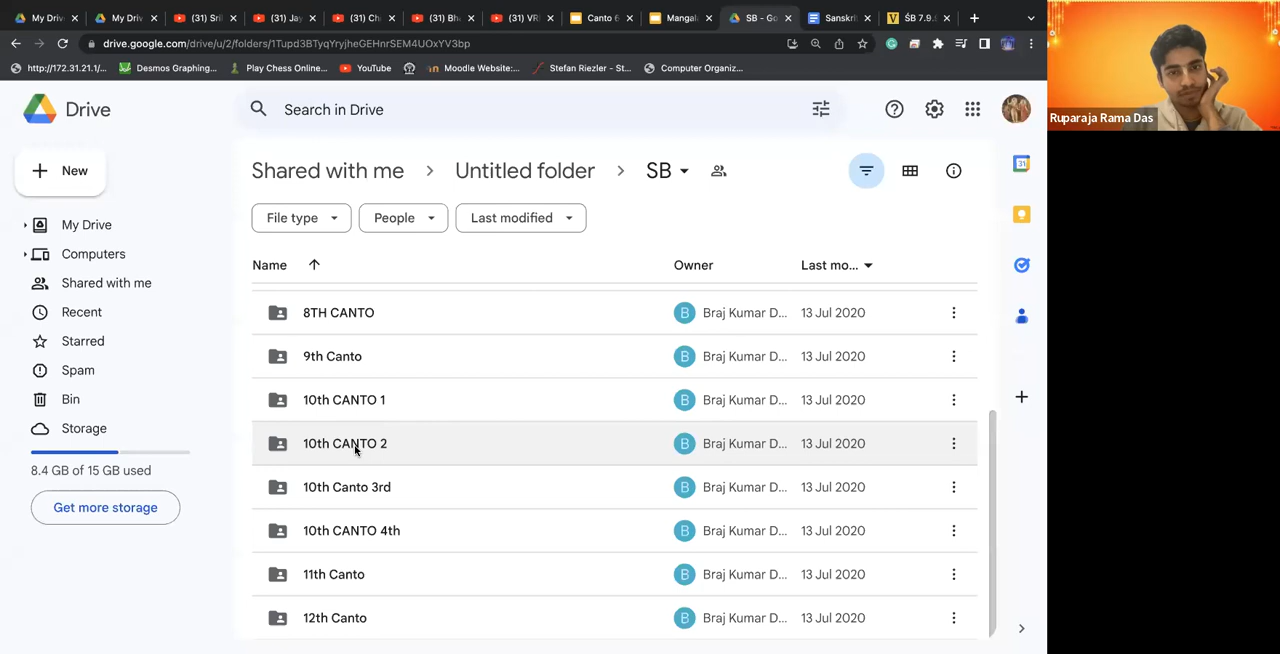 My Drive
My Driv
(31) Sri
(31) Jay
(31) Ch
(31) Bha
(31) VR
Canto 6
Mangal
SB - Go
Sanskri
ŚB 7.9.
drive.google.com/drive/u/2/folders/1Tupd3BTyqYryjheGEHnrSEM4UOxYV3bp
http://172.31.21.1/...
Desmos Graphing...
Play Chess Online...
YouTube
Moodle Website:...
Stefan Riezler - St...
Computer Organiz...
Ruparaja Rama Das
Drive
Search in Drive
New
Shared with me
Untitled folder
SB
File type
People
Last modified
My Drive
Computers
Shared with me
Recent
Starred
Spam
Bin
Storage
8.4 GB of 15 GB used
Get more storage
Name
Owner
Last mo...
8TH CANTO B Braj Kumar D... 13 Jul 2020
9th Canto B Braj Kumar D... 13 Jul 2020
10th CANTO 1 B Braj Kumar D... 13 Jul 2020
10th CANTO 2 B Braj Kumar D... 13 Jul 2020
10th Canto 3rd B Braj Kumar D... 13 Jul 2020
10th CANTO 4th B Braj Kumar D... 13 Jul 2020
11th Canto B Braj Kumar D... 13 Jul 2020
12th Canto B Braj Kumar D... 13 Jul 2020
31